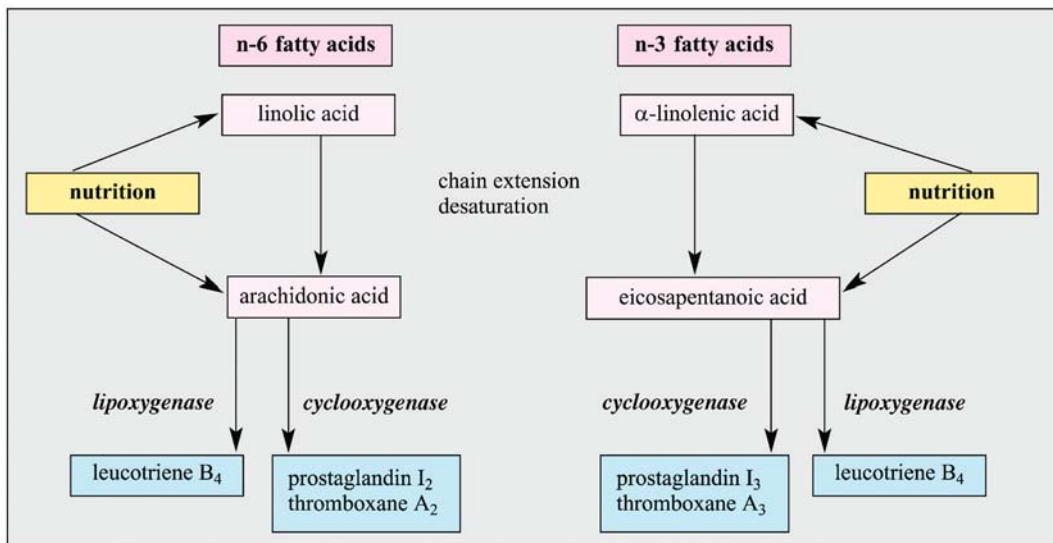 n-6 fatty acids
n-3 fatty acids
linolic acid
α-linolenic acid
nutrition
chain extension
desaturation
nutrition
arachidonic acid
eicosapentanoic acid
lipoxygenase
cyclooxygenase
cyclooxygenase
lipoxygenase
leucotriene B₄
prostaglandin I₂
thromboxane A₂
prostaglandin I₃
thromboxane A₃
leucotriene B₄